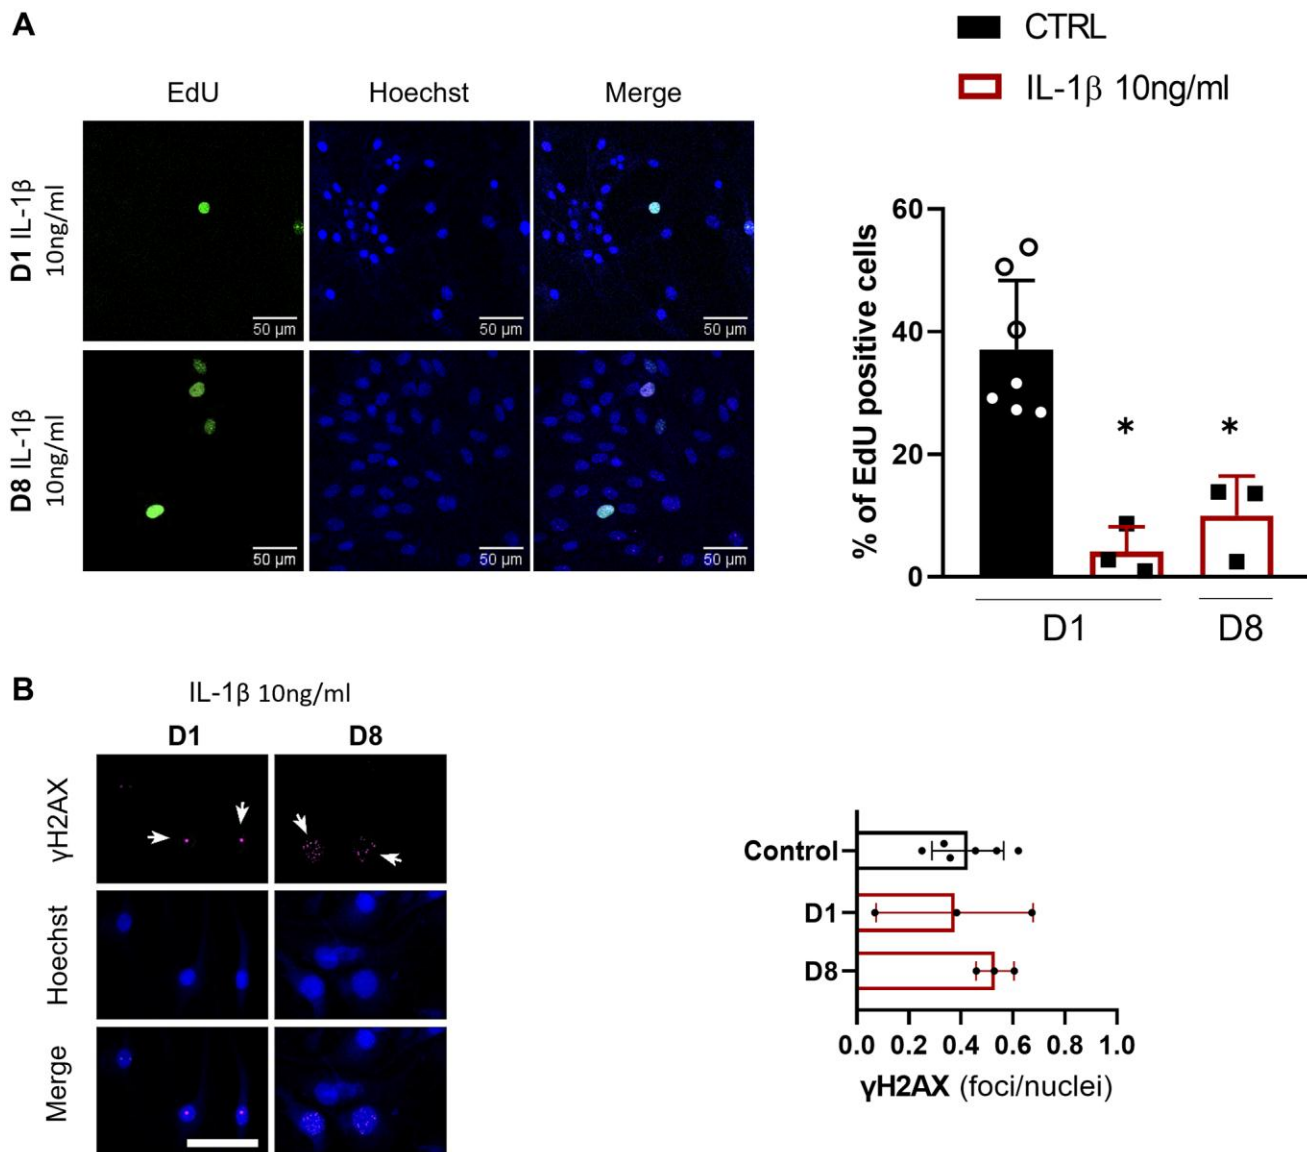 A
EdU Hoechst Merge
D1 IL-1β
10ng/ml
50 µm 50 µm 50 µm
D8 IL-1β
10ng/ml
50 µm 50 µm 50 µm
CTRL
IL-1β 10ng/ml
% of EdU positive cells
60
40
20
0
* *
D1 D8
B
IL-1β 10ng/ml
D1 D8
γH2AX
Hoechst
Merge
Control
D1
D8
0.0 0.2 0.4 0.6 0.8 1.0
γH2AX (foci/nuclei)